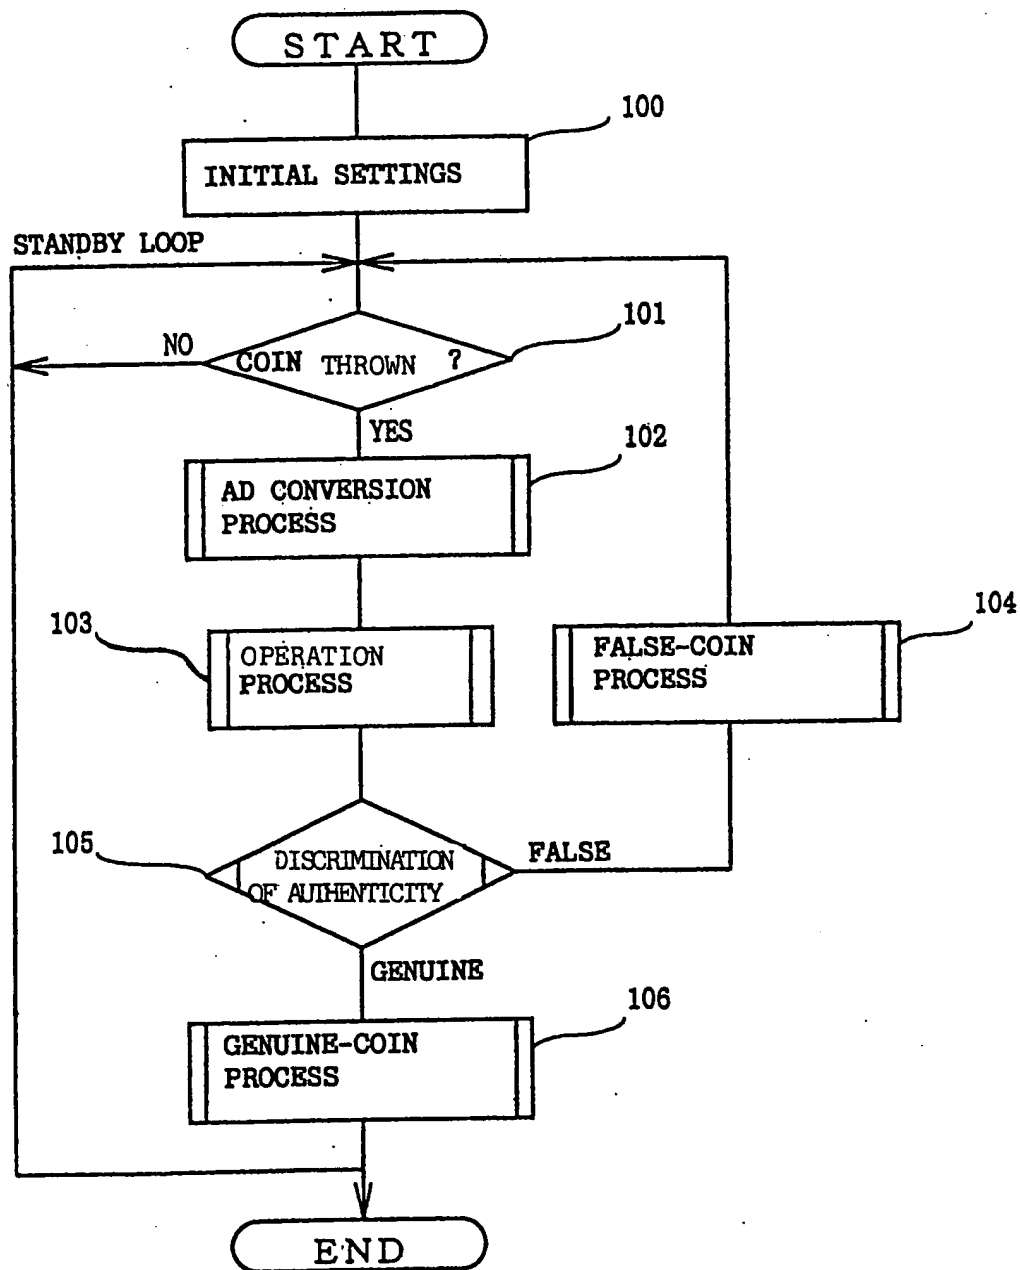 START
100
INITIAL SETTINGS
STANDBY LOOP
101
NO
COIN THROWN ?
YES
102
AD CONVERSION
PROCESS
103
OPERATION
PROCESS
104
FALSE-COIN
PROCESS
105
DISCRIMINATION
OF AUTHENTICITY
FALSE
GENUINE
106
GENUINE-COIN
PROCESS
END